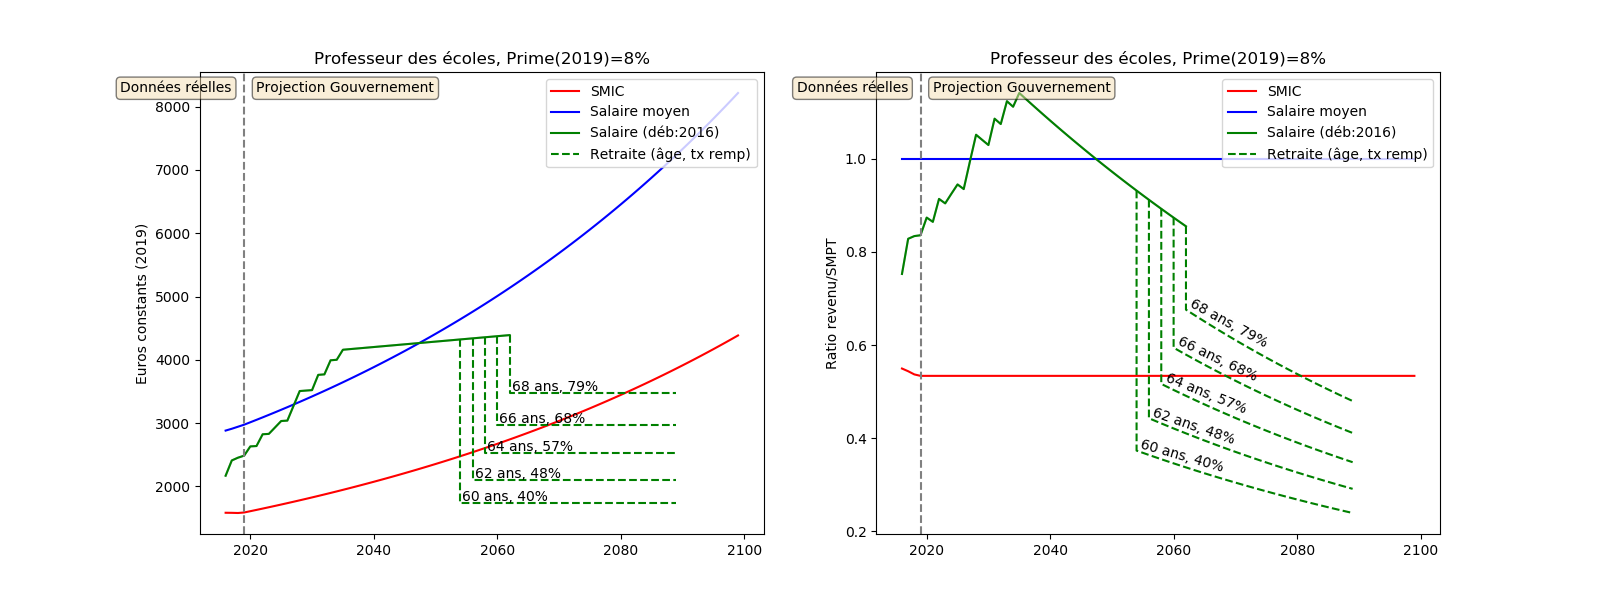 Professeur des écoles, Prime(2019)=8%
Données réelles
Projection Gouvernement
SMIC
Salaire moyen
Salaire (déb:2016)
Retraite (âge, tx remp)
Euros constants (2019)
8000
7000
6000
5000
4000
3000
2000
68 ans, 79%
66 ans, 68%
64 ans, 57%
62 ans, 48%
60 ans, 40%
2020
2040
2060
2080
2100
Professeur des écoles, Prime(2019)=8%
Données réelles
Projection Gouvernement
SMIC
Salaire moyen
Salaire (déb:2016)
Retraite (âge, tx remp)
Ratio revenu/SMPT
1.0
0.8
0.6
0.4
0.2
68 ans, 79%
66 ans, 68%
64 ans, 57%
62 ans, 48%
60 ans, 40%
2020
2040
2060
2080
2100